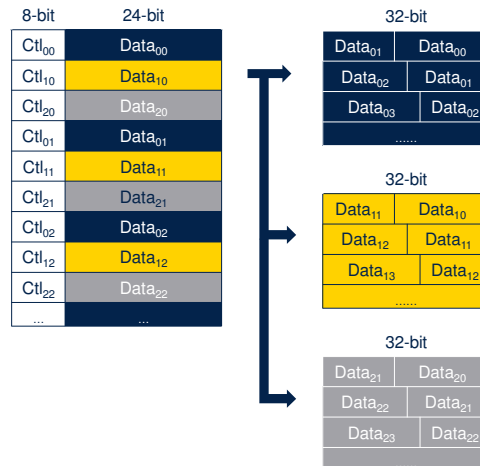 8-bit 24-bit
Ctl00 Data00
Ctl10 Data10
Ctl20 Data20
Ctl01 Data01
Ctl11 Data11
Ctl21 Data21
Ctl02 Data02
Ctl12 Data12
Ctl22 Data22
... ...
32-bit
Data01 Data00
Data02 Data01
Data03 Data02
......
32-bit
Data11 Data10
Data12 Data11
Data13 Data12
......
32-bit
Data21 Data20
Data22 Data21
Data23 Data22